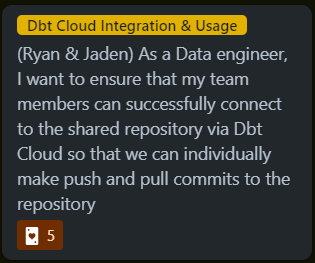 Dbt Cloud Integration & Usage
(Ryan & Jaden) As a Data engineer,
I want to ensure that my team
members can successfully connect
to the shared repository via Dbt
Cloud so that we can individually
make push and pull commits to the
repository
5